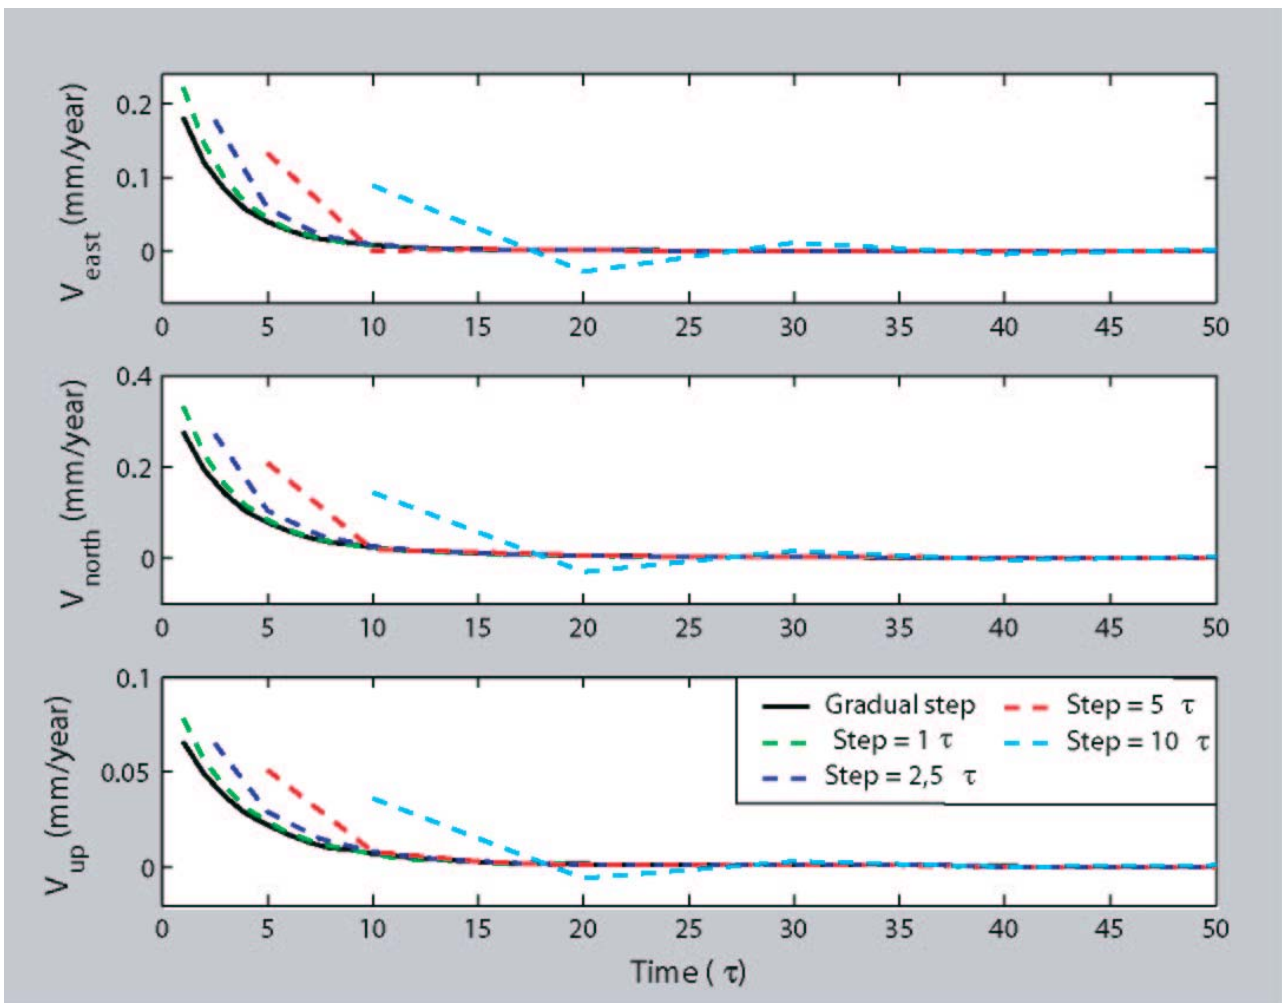 0.2
0.1
0
V east (mm/year)
0 5 10 15 20 25 30 35 40 45 50
0.4
0.2
0
V north (mm/year)
0 5 10 15 20 25 30 35 40 45 50
0.1
0.05
0
V up (mm/year)
Gradual step
Step = 1 τ
Step = 2,5 τ
Step = 5 τ
Step = 10 τ
0 5 10 15 20 25 30 35 40 45 50
Time ( τ)